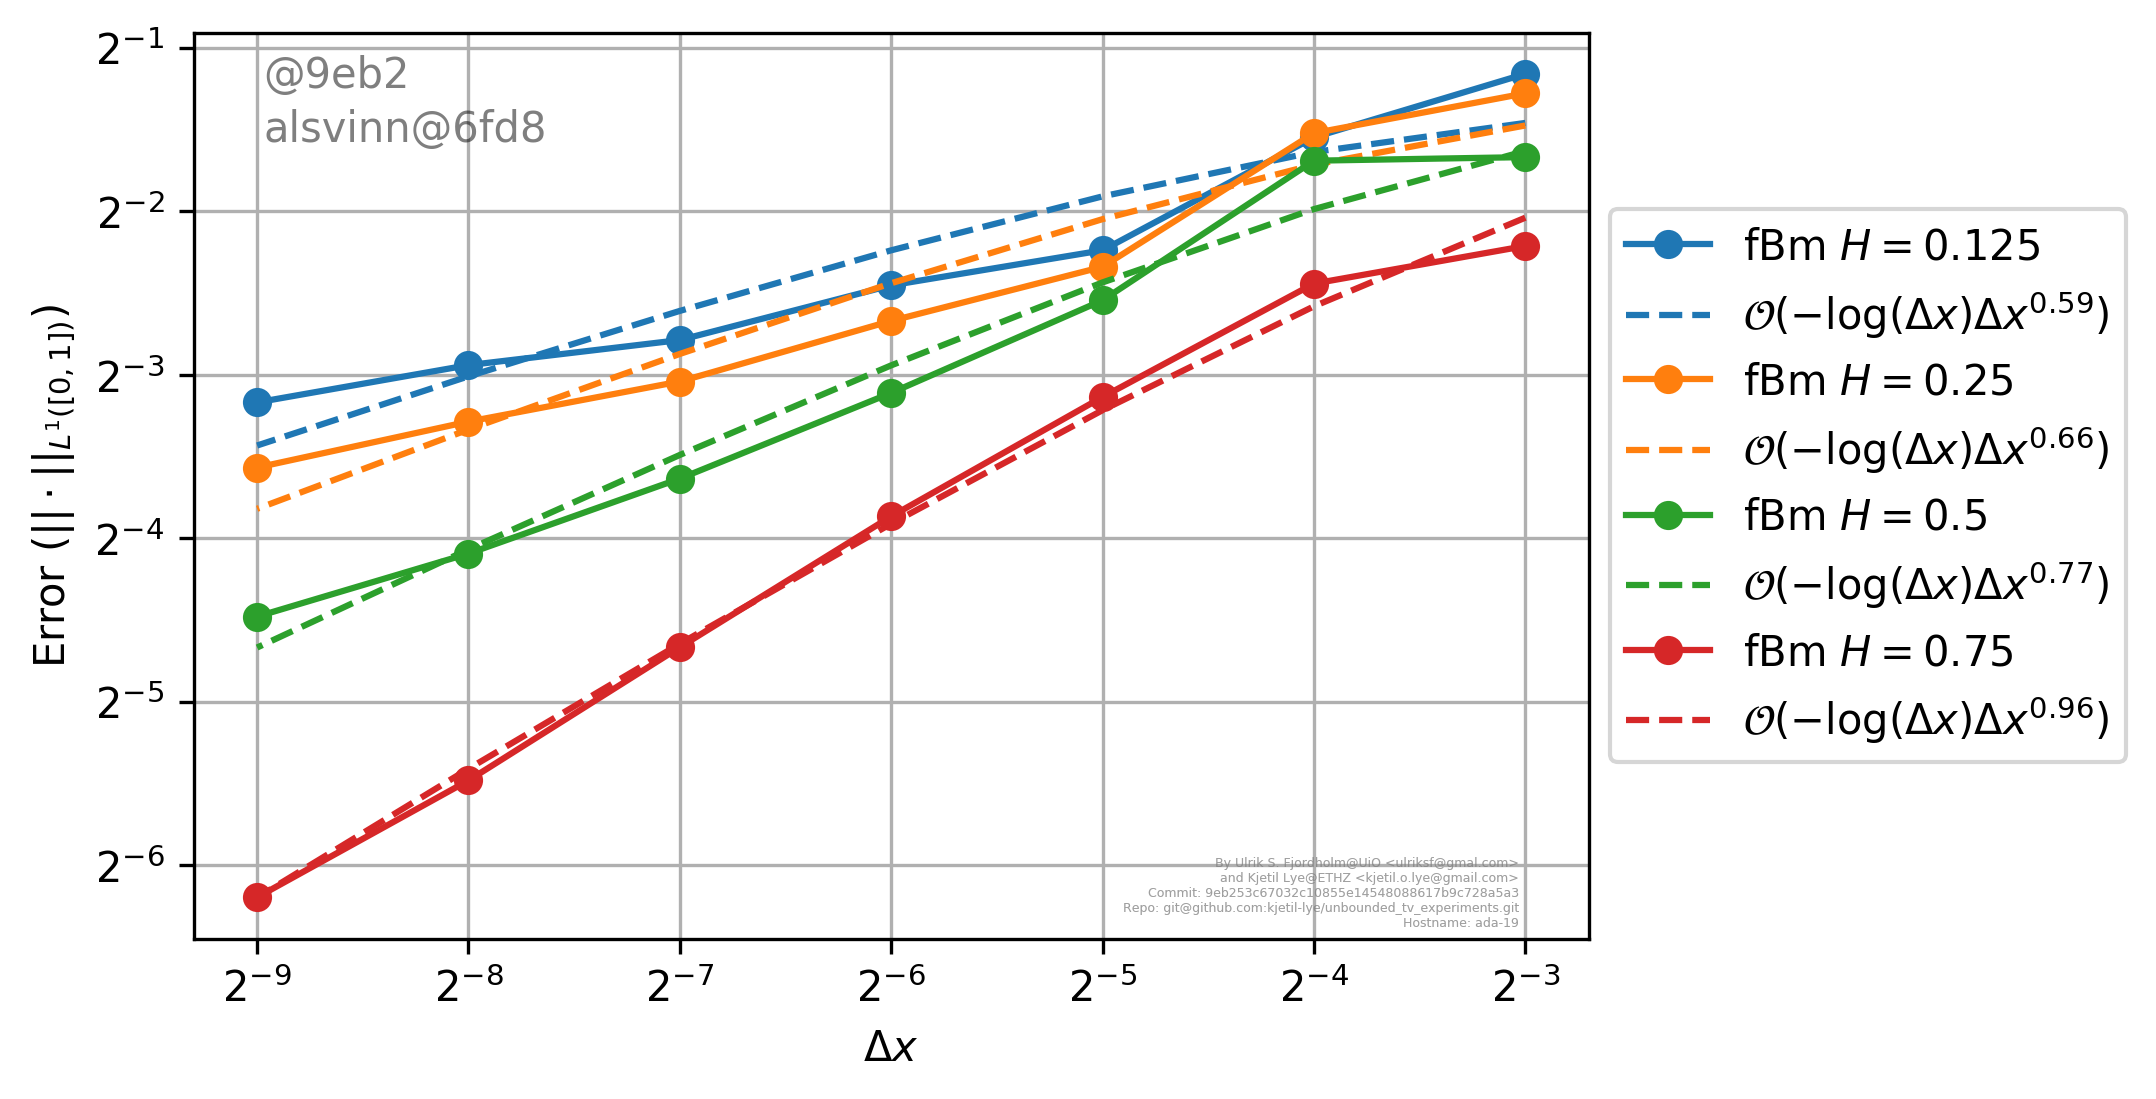 2⁻¹
2⁻²
2⁻³
2⁻⁴
2⁻⁵
2⁻⁶
Error (||·||_{L¹([0,1])})
@9eb2
alsvinn@6fd8
By Ulrik S. Fjordholm@UiO <ulriksf@gmal.com>
and Kjetil Lye@ETHZ <kjetil.o.lye@gmail.com>
Commit: 9eb253c67032c10855e14548088617b9c728a5a3
Repo: git@github.com:kjetil-lye/unbounded_tv_experiments.git
Hostname: ada-19
2⁻⁹ 2⁻⁸ 2⁻⁷ 2⁻⁶ 2⁻⁵ 2⁻⁴ 2⁻³
Δx
fBm H = 0.125
𝒪(−log(Δx)Δx^{0.59})
fBm H = 0.25
𝒪(−log(Δx)Δx^{0.66})
fBm H = 0.5
𝒪(−log(Δx)Δx^{0.77})
fBm H = 0.75
𝒪(−log(Δx)Δx^{0.96})